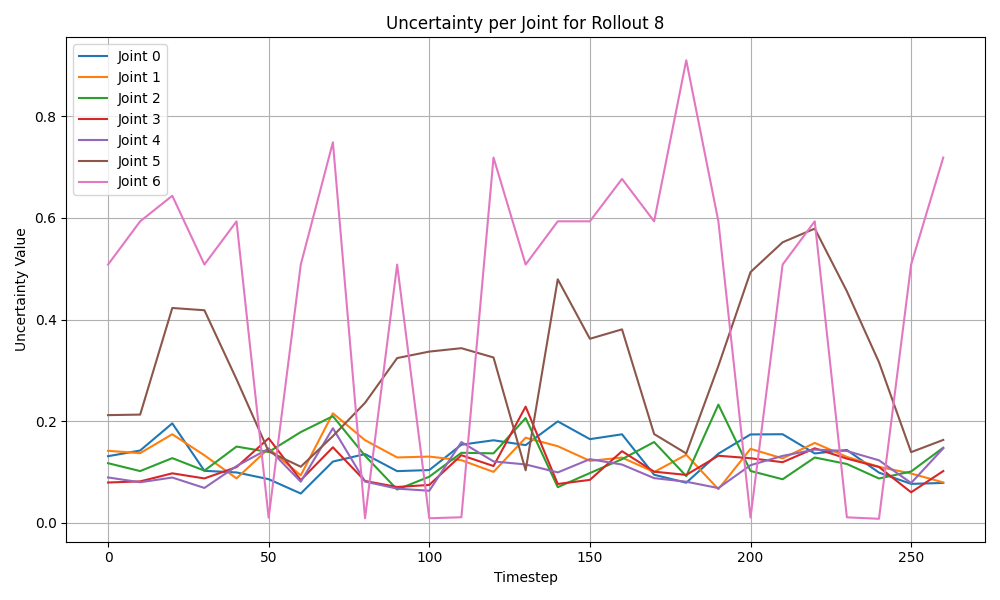 Uncertainty per Joint for Rollout 8
Joint 0
Joint 1
Joint 2
Joint 3
Joint 4
Joint 5
Joint 6
Uncertainty Value
0.8
0.6
0.4
0.2
0.0
0 50 100 150 200 250
Timestep